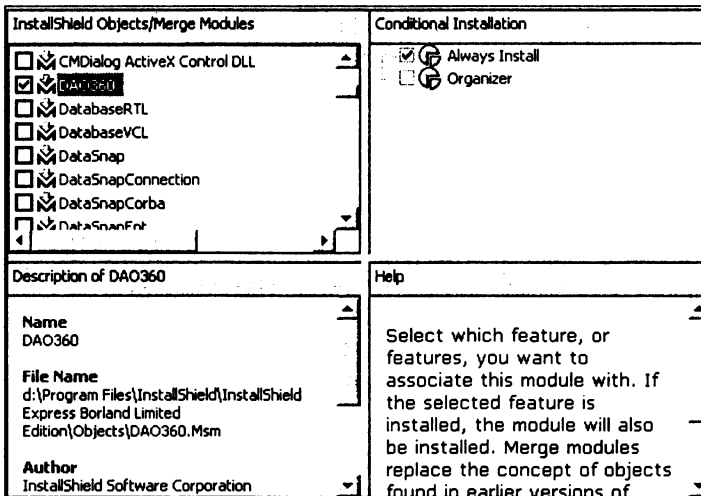 InstallShield Objects/Merge Modules
CMDialog ActiveX Control DLL
DAO360
DatabaseRTL
DatabaseVCL
DataSnap
DataSnapConnection
DataSnapCorba
DataSnapEnt
Conditional Installation
Always Install
Organizer
Description of DAO360
Name
DAO360
File Name
d:\Program Files\InstallShield\InstallShield
Express Borland Limited
Edition\Objects\DAO360.Msm
Author
InstallShield Software Corporation
Help
Select which feature, or
features, you want to
associate this module with. If
the selected feature is
installed, the module will also
be installed. Merge modules
replace the concept of objects
found in earlier versions of